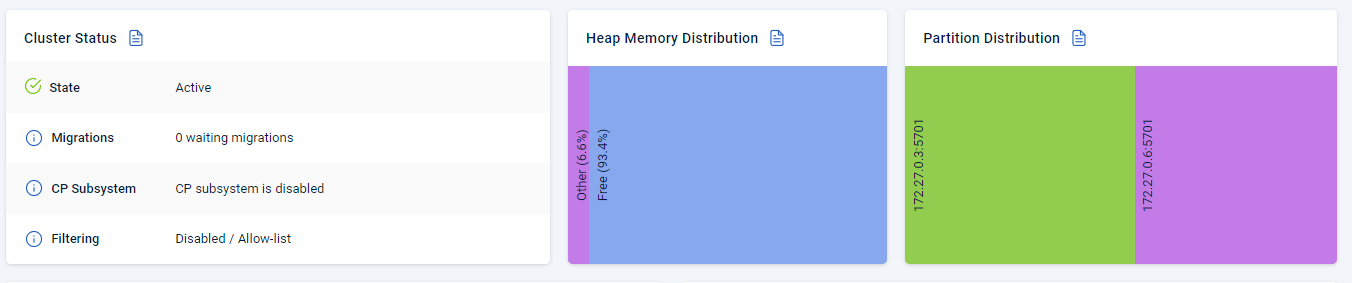 Cluster Status
State Active
Migrations 0 waiting migrations
CP Subsystem CP subsystem is disabled
Filtering Disabled / Allow-list
Heap Memory Distribution
Other (6.6%)
Free (93.4%)
Partition Distribution
172.27.0.3:5701
172.27.0.6:5701